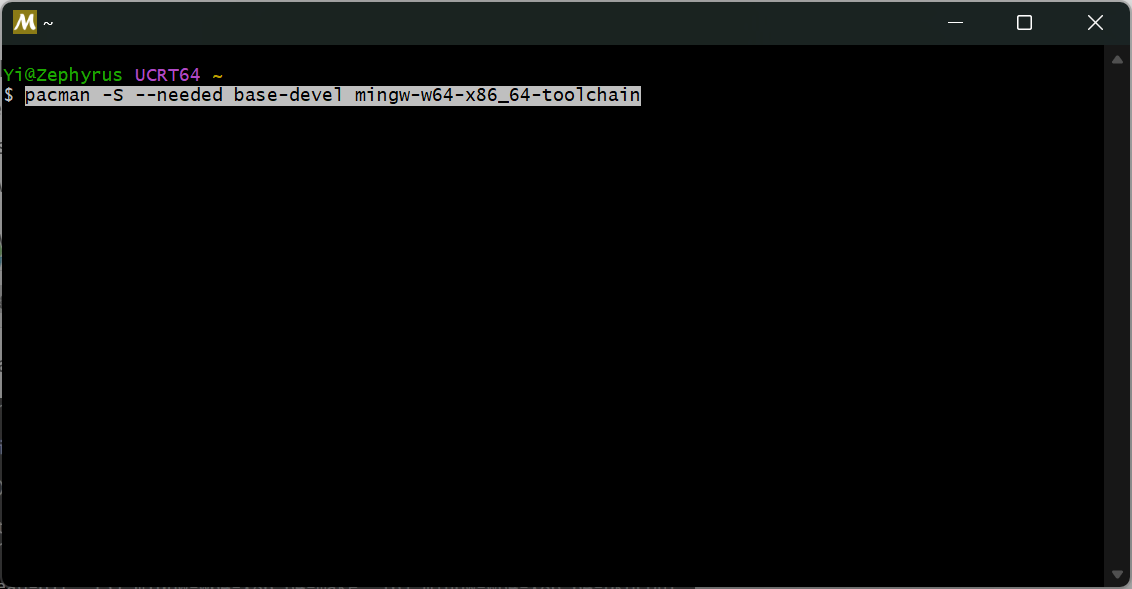 M ~
Yi@Zephyrus UCRT64 ~
$ pacman -S --needed base-devel mingw-w64-x86_64-toolchain